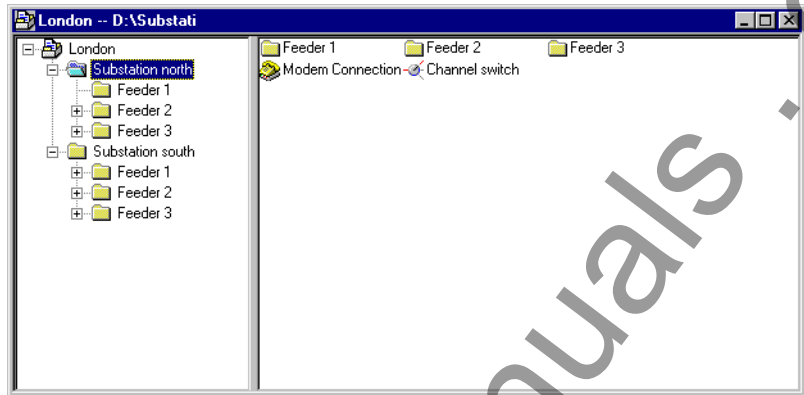 London -- D:\Substati
London
Substation north
Feeder 1
Feeder 2
Feeder 3
Substation south
Feeder 1
Feeder 2
Feeder 3
Feeder 1 Feeder 2 Feeder 3
Modem Connection Channel switch